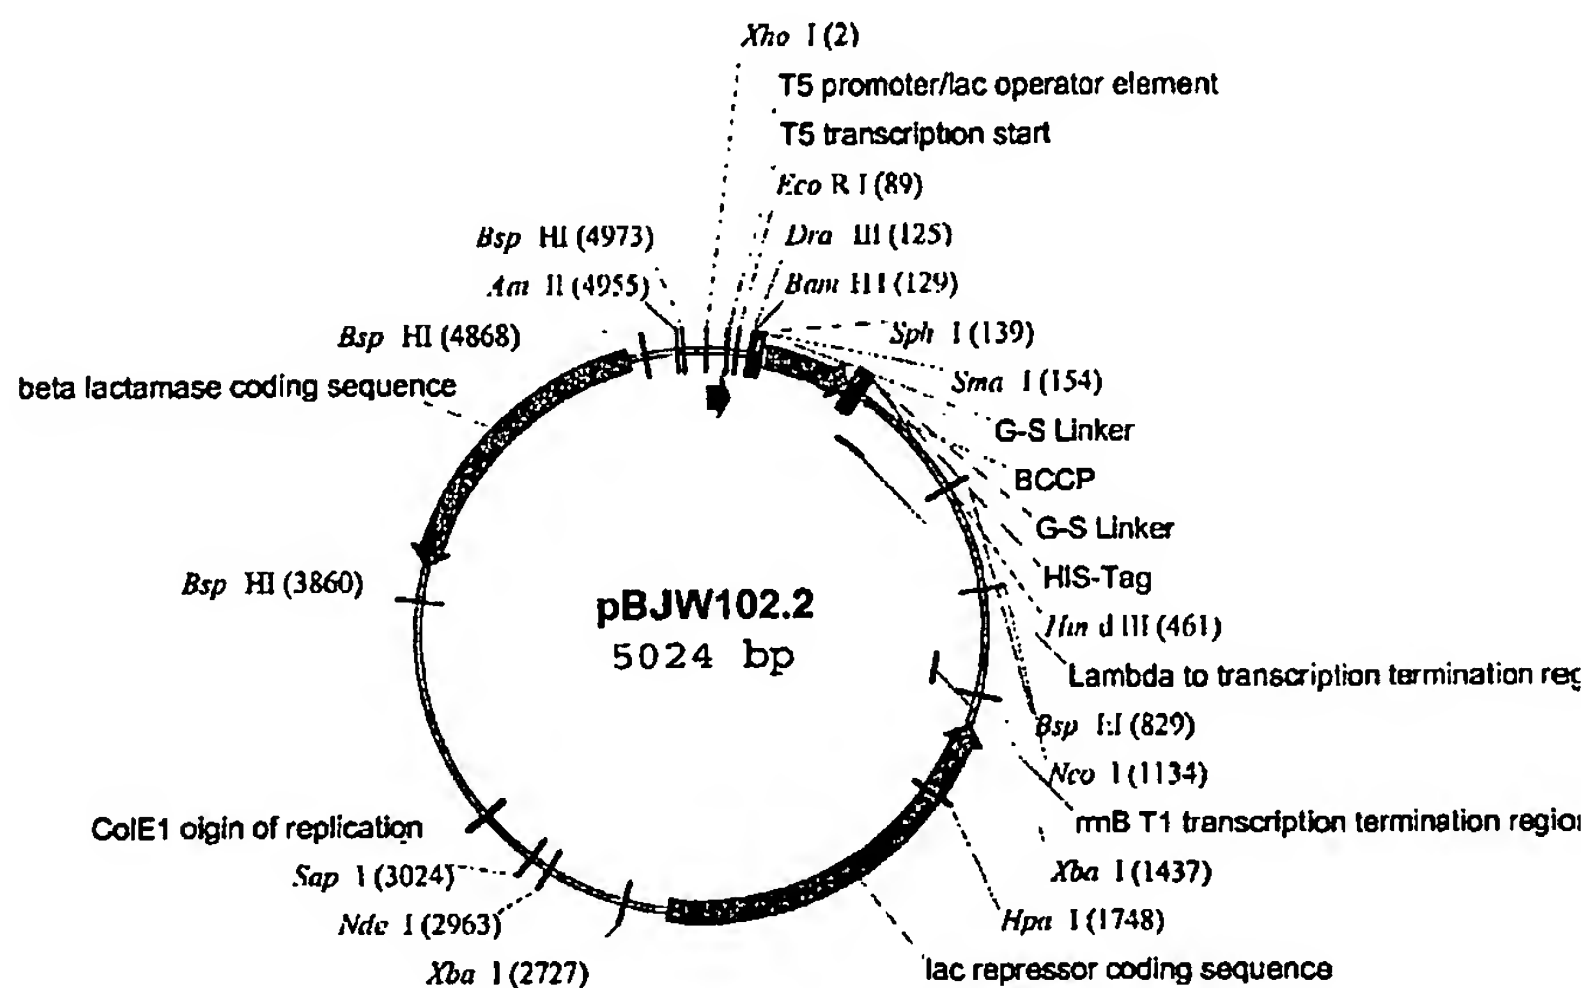 Xho I (2)
T5 promoter/lac operator element
T5 transcription start
Eco R I (89)
Bsp HI (4973)
Dra III (125)
Aat II (4955)
Bam HI (129)
Bsp HI (4868)
Sph I (139)
beta lactamase coding sequence
Sma I (154)
G-S Linker
BCCP
G-S Linker
HIS-Tag
Bsp HI (3860)
pBJW102.2
5024 bp
Hin d III (461)
Lambda to transcription termination reg
Bsp HI (829)
Nco I (1134)
ColE1 oigin of replication
rrnB T1 transcription termination regio
Sap I (3024)
Xba I (1437)
Nde I (2963)
Hpa I (1748)
Xba I (2727)
lac repressor coding sequence